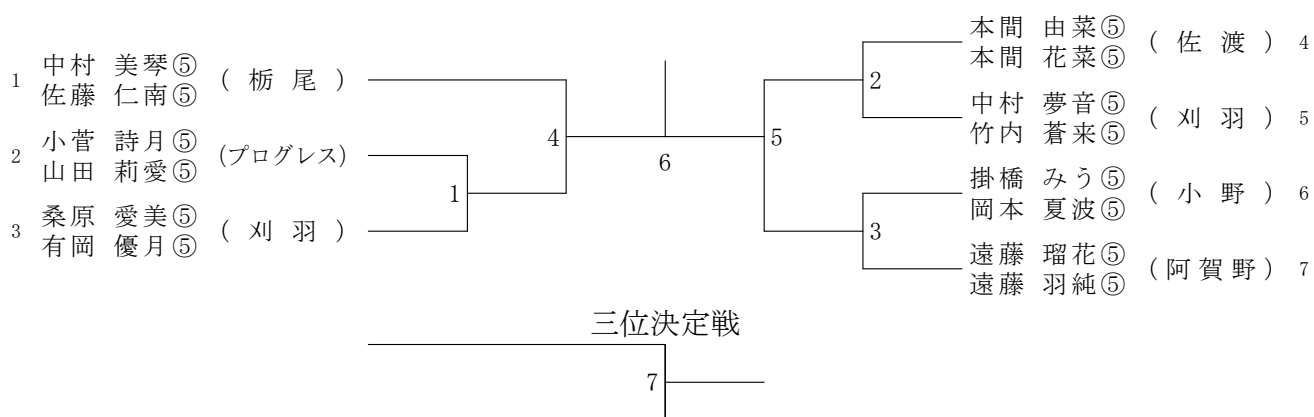 1 中村 美琴⑤ (栃尾)
佐藤 仁南⑤
2 小菅 詩月⑤ (プログレス)
山田 莉愛⑤
3 桑原 愛美⑤ (刈羽)
有岡 優月⑤
1
4
6
5
2
3
本間 由菜⑤ (佐渡) 4
本間 花菜⑤
中村 夢音⑤ (刈羽) 5
竹内 蒼来⑤
掛橋 みう⑤ (小野) 6
岡本 夏波⑤
遠藤 瑠花⑤ (阿賀野) 7
遠藤 羽純⑤
三位決定戦
7